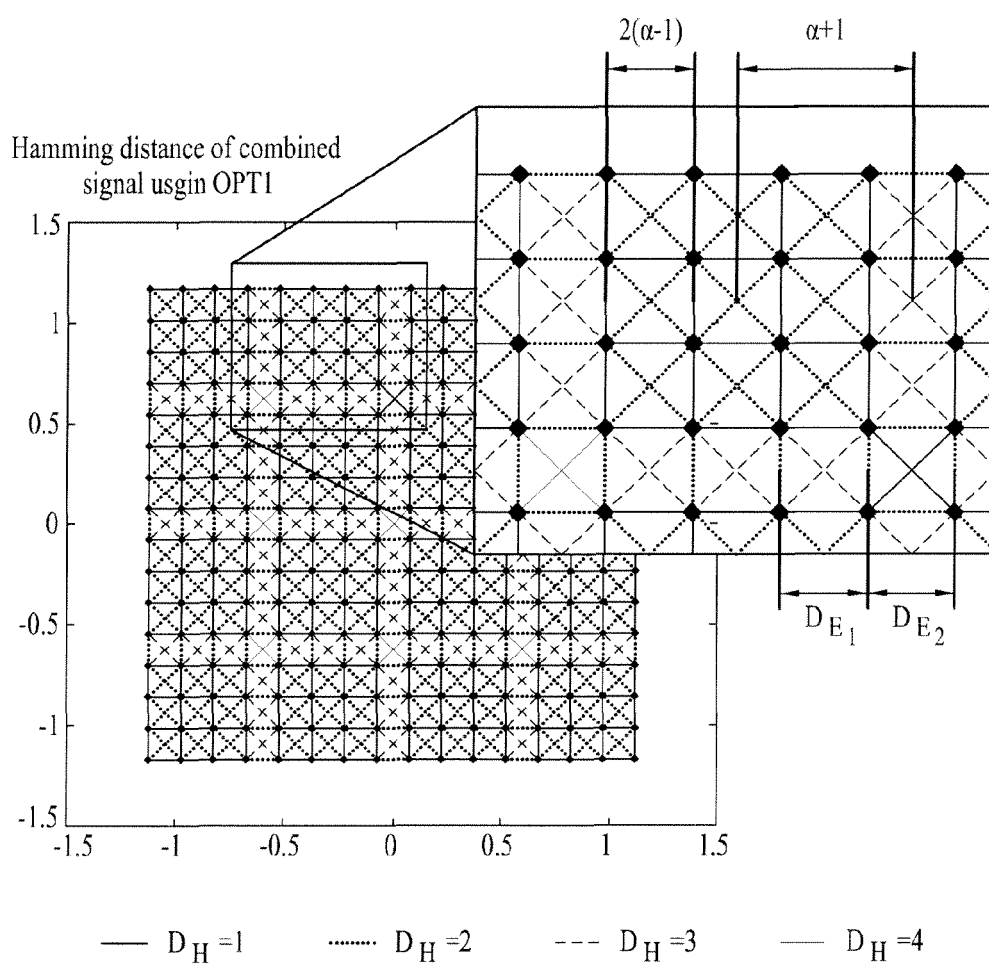 2(α-1)
α+1
Hamming distance of combined
signal usgin OPT1
1.5
1
0.5
0
-0.5
-1
-1.5
-1.5
-1
-0.5
0
0.5
1
1.5
D_E_1
D_E_2
D_H =1
D_H =2
D_H =3
D_H =4